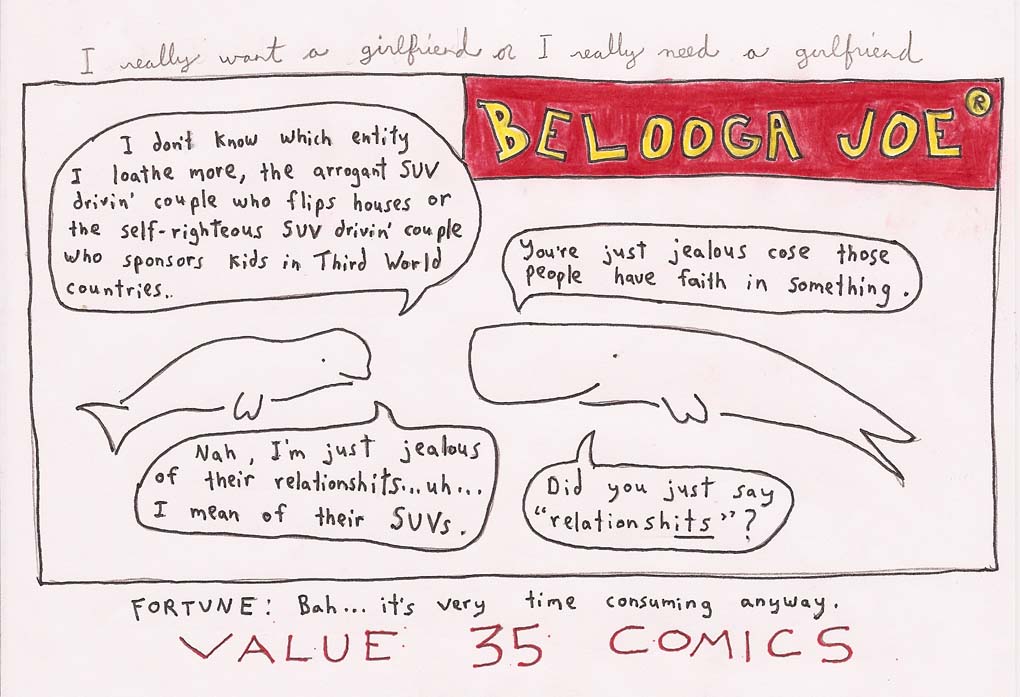 I really want a girlfriend or I really need a girlfriend
BELOOGA JOE®
I don't know which entity
I loathe more, the arrogant SUV
drivin' couple who flips houses or
the self-righteous SUV drivin' couple
who sponsors kids in Third World
countries..
You're just jealous cose those
people have faith in something.
Nah, I'm just jealous
of their relationshits...uh...
I mean of their SUVs.
Did you just say
"relationshits"?
FORTUNE: Bah... it's very time consuming anyway.
VALUE 35 COMICS